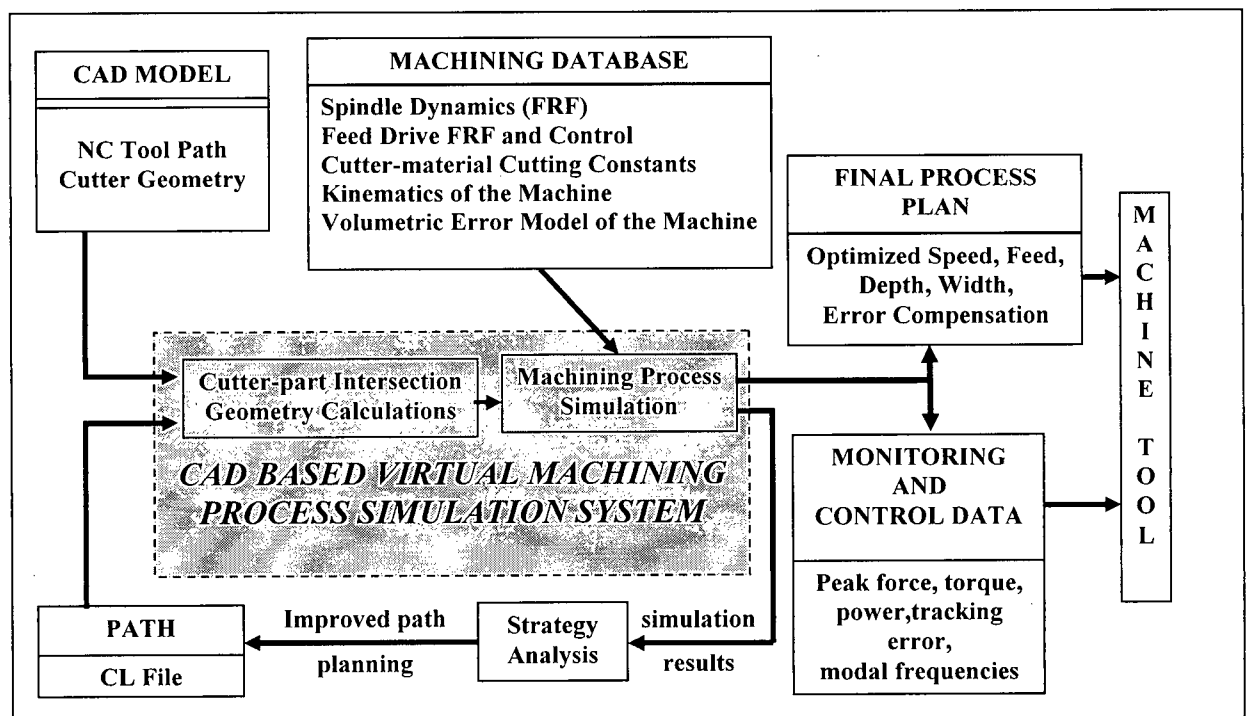 CAD MODEL
NC Tool Path
Cutter Geometry
MACHINING DATABASE
Spindle Dynamics (FRF)
Feed Drive FRF and Control
Cutter-material Cutting Constants
Kinematics of the Machine
Volumetric Error Model of the Machine
FINAL PROCESS
PLAN
Optimized Speed, Feed,
Depth, Width,
Error Compensation
MACHINE TOOL
Cutter-part Intersection
Geometry Calculations
Machining Process
Simulation
CAD BASED VIRTUAL MACHINING
PROCESS SIMULATION SYSTEM
MONITORING
AND
CONTROL DATA
Peak force, torque,
power,tracking
error,
modal frequencies
PATH
CL File
Improved path
planning
Strategy
Analysis
simulation
results